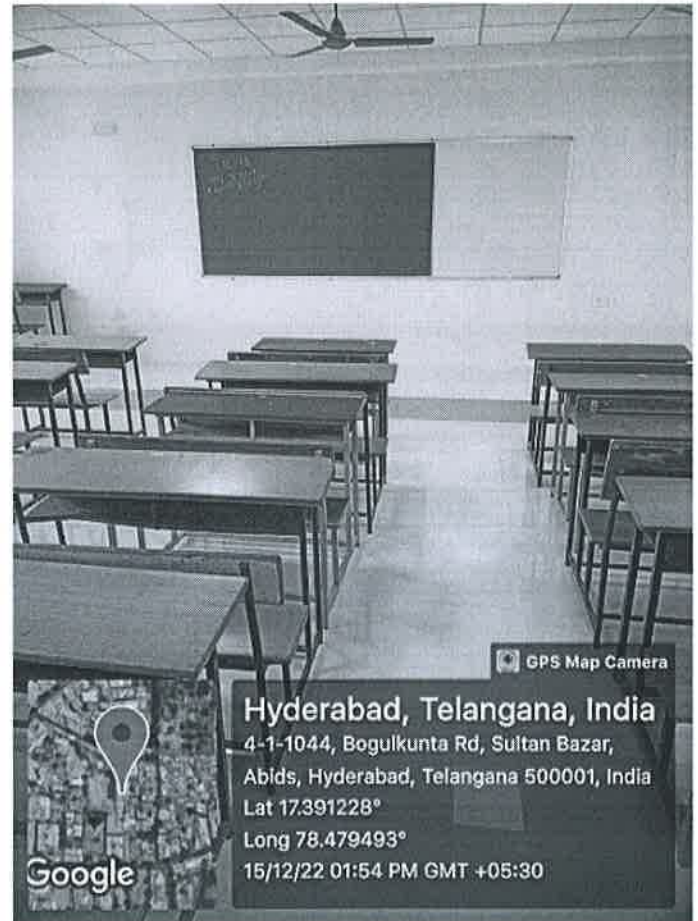 GPS Map Camera
Hyderabad, Telangana, India
4-1-1044, Bogulkunta Rd, Sultan Bazar,
Abids, Hyderabad, Telangana 500001, India
Lat 17.391228°
Long 78.479493°
15/12/22 01:54 PM GMT +05:30
Google